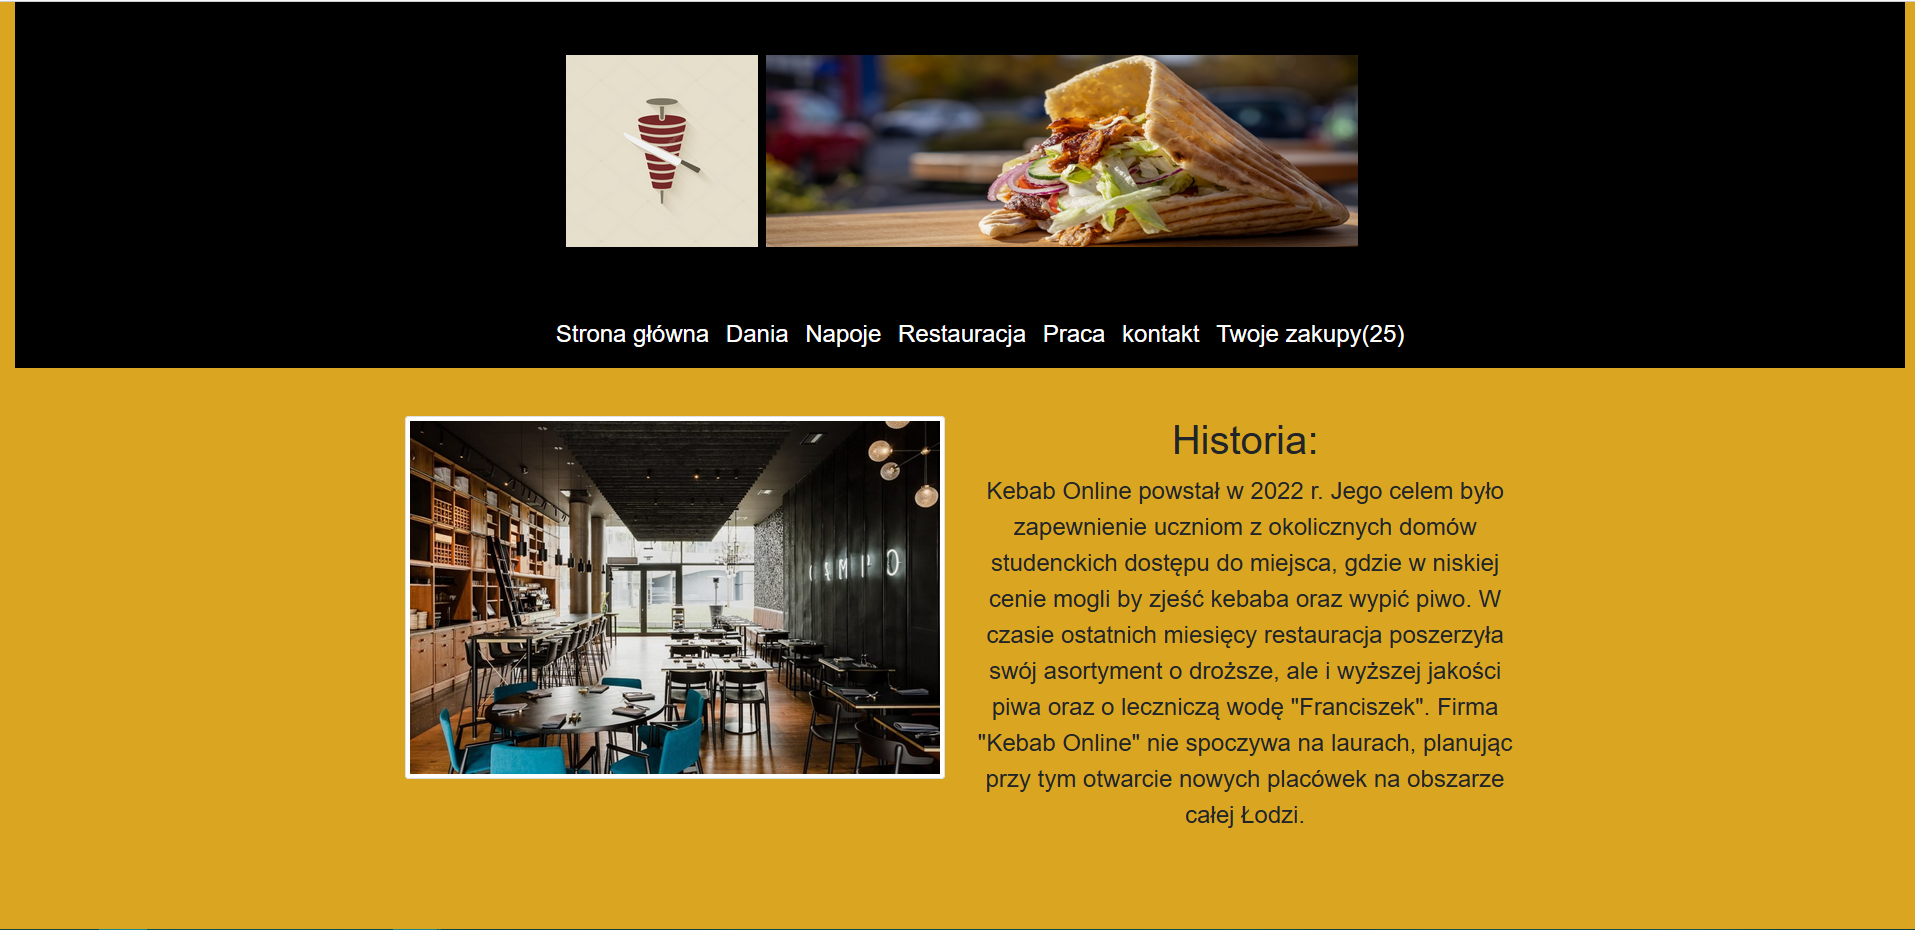 Strona główna Dania Napoje Restauracja Praca kontakt Twoje zakupy(25)
Historia:
Kebab Online powstał w 2022 r. Jego celem było
zapewnienie uczniom z okolicznych domów
studenckich dostępu do miejsca, gdzie w niskiej
cenie mogli by zjeść kebaba oraz wypić piwo. W
czasie ostatnich miesięcy restauracja poszerzyła
swój asortyment o droższe, ale i wyższej jakości
piwa oraz o leczniczą wodę "Franciszek". Firma
"Kebab Online" nie spoczywa na laurach, planując
przy tym otwarcie nowych placówek na obszarze
całej Łodzi.